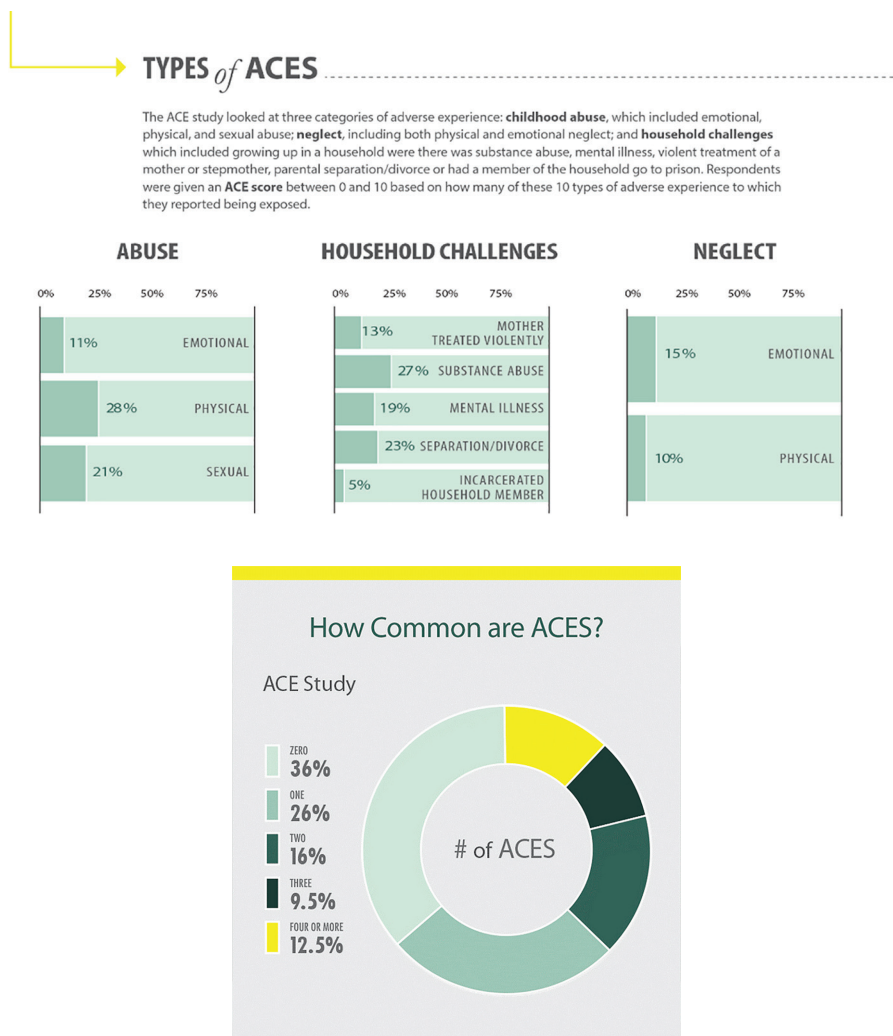 TYPES of ACES
The ACE study looked at three categories of adverse experience: childhood abuse, which included emotional,
physical, and sexual abuse; neglect, including both physical and emotional neglect; and household challenges
which included growing up in a household were there was substance abuse, mental illness, violent treatment of a
mother or stepmother, parental separation/divorce or had a member of the household go to prison. Respondents
were given an ACE score between 0 and 10 based on how many of these 10 types of adverse experience to which
they reported being exposed.
ABUSE
0% 25% 50% 75%
11% EMOTIONAL
28% PHYSICAL
21% SEXUAL
HOUSEHOLD CHALLENGES
0% 25% 50% 75%
13% MOTHER
TREATED VIOLENTLY
27% SUBSTANCE ABUSE
19% MENTAL ILLNESS
23% SEPARATION/DIVORCE
5% INCARCERATED
HOUSEHOLD MEMBER
NEGLECT
0% 25% 50% 75%
15% EMOTIONAL
10% PHYSICAL
How Common are ACES?
ACE Study
ZERO
36%
ONE
26%
TWO
16%
THREE
9.5%
FOUR OR MORE
12.5%
# of ACES